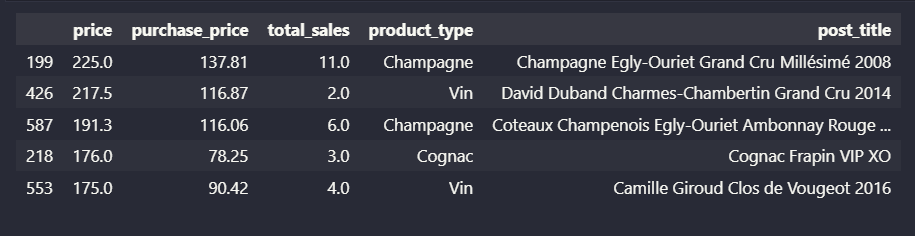 price purchase_price total_sales product_type post_title
199 225.0 137.81 11.0 Champagne Champagne Egly-Ouriet Grand Cru Millésimé 2008
426 217.5 116.87 2.0 Vin David Duband Charmes-Chambertin Grand Cru 2014
587 191.3 116.06 6.0 Champagne Coteaux Champenois Egly-Ouriet Ambonnay Rouge ...
218 176.0 78.25 3.0 Cognac Cognac Frapin VIP XO
553 175.0 90.42 4.0 Vin Camille Giroud Clos de Vougeot 2016